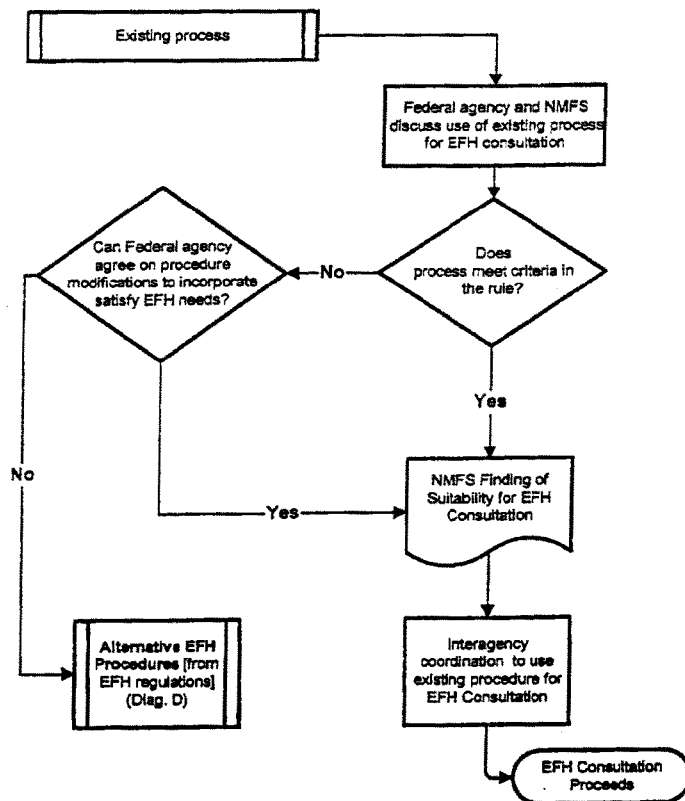 Existing process
Federal agency and NMFS
discuss use of existing process
for EFH consultation
Does
process meet criteria in
the rule?
No
Can Federal agency
agree on procedure
modifications to incorporate
satisfy EFH needs?
Yes
No
Yes
NMFS Finding of
Suitability for EFH
Consultation
Alternative EFH
Procedures [from
EFH regulations]
(Diag. D)
Interagency
coordination to use
existing procedure for
EFH Consultation
EFH Consultation
Proceeds